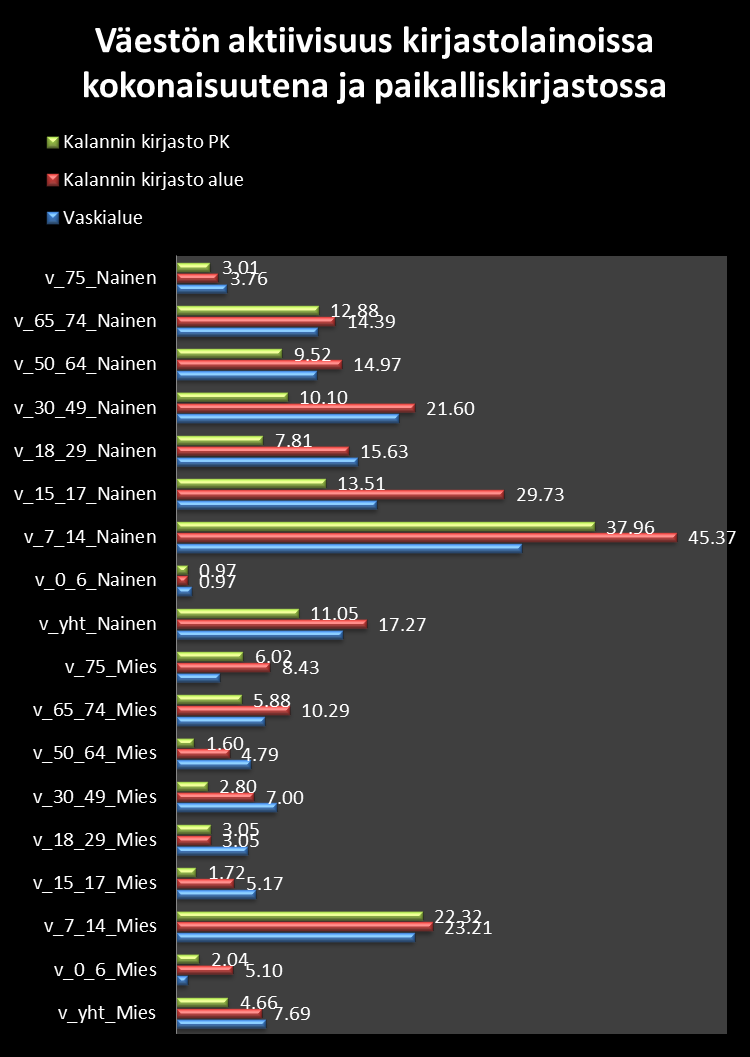 Väestön aktiivisuus kirjastolainoissa
kokonaisuutena ja paikalliskirjastossa
Kalannin kirjasto PK
Kalannin kirjasto alue
Vaskialue
v_75_Nainen
3.01
3.76
v_65_74_Nainen
12.88
14.39
v_50_64_Nainen
9.52
14.97
v_30_49_Nainen
10.10
21.60
v_18_29_Nainen
7.81
15.63
v_15_17_Nainen
13.51
29.73
v_7_14_Nainen
37.96
45.37
v_0_6_Nainen
0.97
0.97
v_yht_Nainen
11.05
17.27
v_75_Mies
6.02
8.43
v_65_74_Mies
5.88
10.29
v_50_64_Mies
1.60
4.79
v_30_49_Mies
2.80
7.00
v_18_29_Mies
3.05
3.05
v_15_17_Mies
1.72
5.17
v_7_14_Mies
22.32
23.21
v_0_6_Mies
2.04
5.10
v_yht_Mies
4.66
7.69